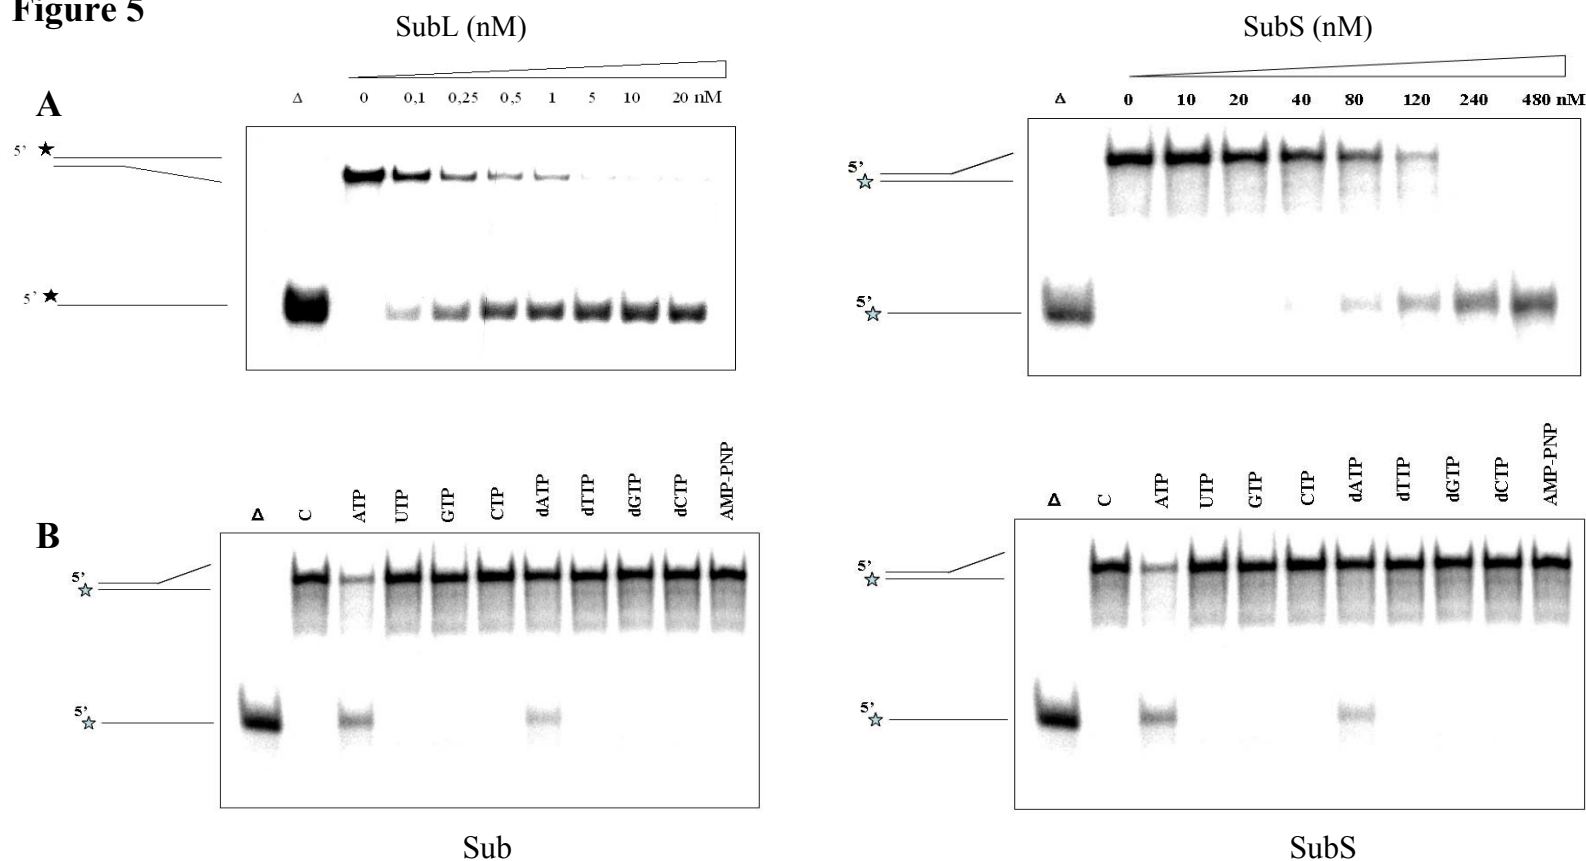 Figure 5
SubL (nM)
SubS (nM)
A
Δ 0 0,1 0,25 0,5 1 5 10 20 nM
Δ 0 10 20 40 80 120 240 480 nM
5’
5’
5’
5’
B
Δ C ATP UTP GTP CTP dATP dTTP dGTP dCTP AMP-PNP
Δ C ATP UTP GTP CTP dATP dTTP dGTP dCTP AMP-PNP
5’
5’
5’
5’
Sub
SubS